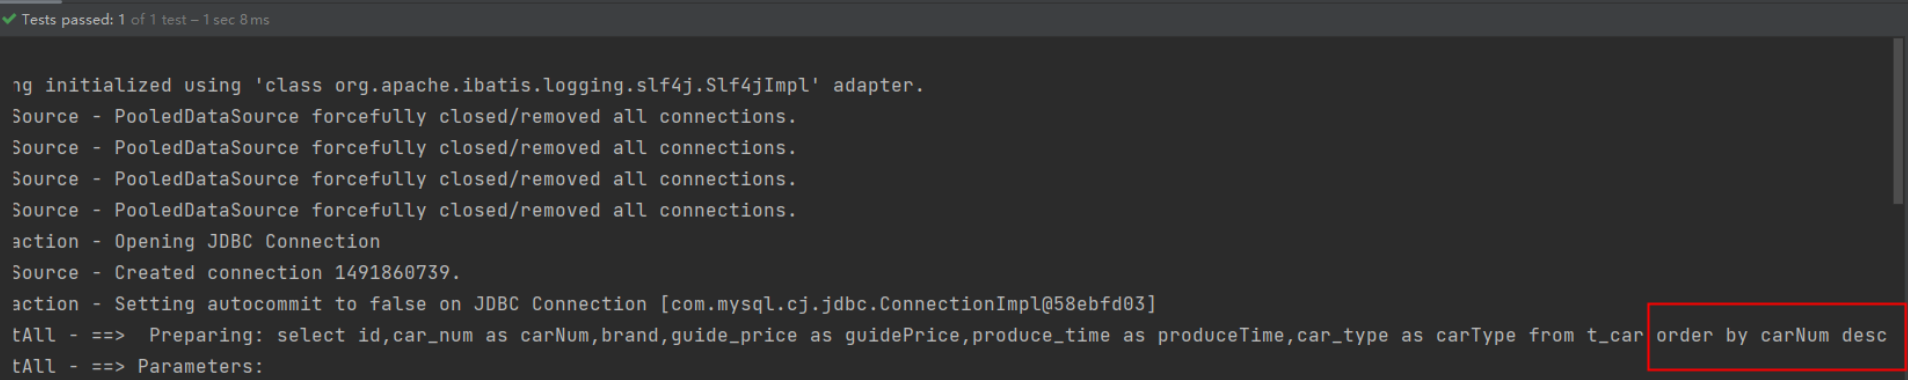 Tests passed: 1 of 1 test – 1 sec 8 ms
ng initialized using 'class org.apache.ibatis.logging.slf4j.Slf4jImpl' adapter.
Source - PooledDataSource forcefully closed/removed all connections.
Source - PooledDataSource forcefully closed/removed all connections.
Source - PooledDataSource forcefully closed/removed all connections.
Source - PooledDataSource forcefully closed/removed all connections.
action - Opening JDBC Connection
Source - Created connection 1491860739.
action - Setting autocommit to false on JDBC Connection [com.mysql.cj.jdbc.ConnectionImpl@58ebfd03]
tAll - ==>  Preparing: select id,car_num as carNum,brand,guide_price as guidePrice,produce_time as produceTime,car_type as carType from t_car order by carNum desc
tAll - ==> Parameters: